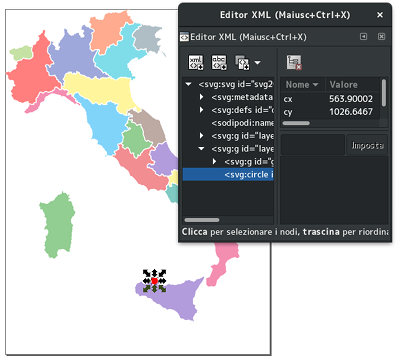 Editor XML (Maiusc+Ctrl+X)
Editor XML (Maiusc+Ctrl+X)
xml
abc
<svg:svg id="svg2
<svg:metadata
<svg:defs id="d
<sodipodi:name
<svg:g id="laye
<svg:g id="laye
<svg:g id="g
<svg:circle i
Nome Valore
cx 563.90002
cy 1026.6467
Imposta
Clicca per selezionare i nodi, trascina per riordina